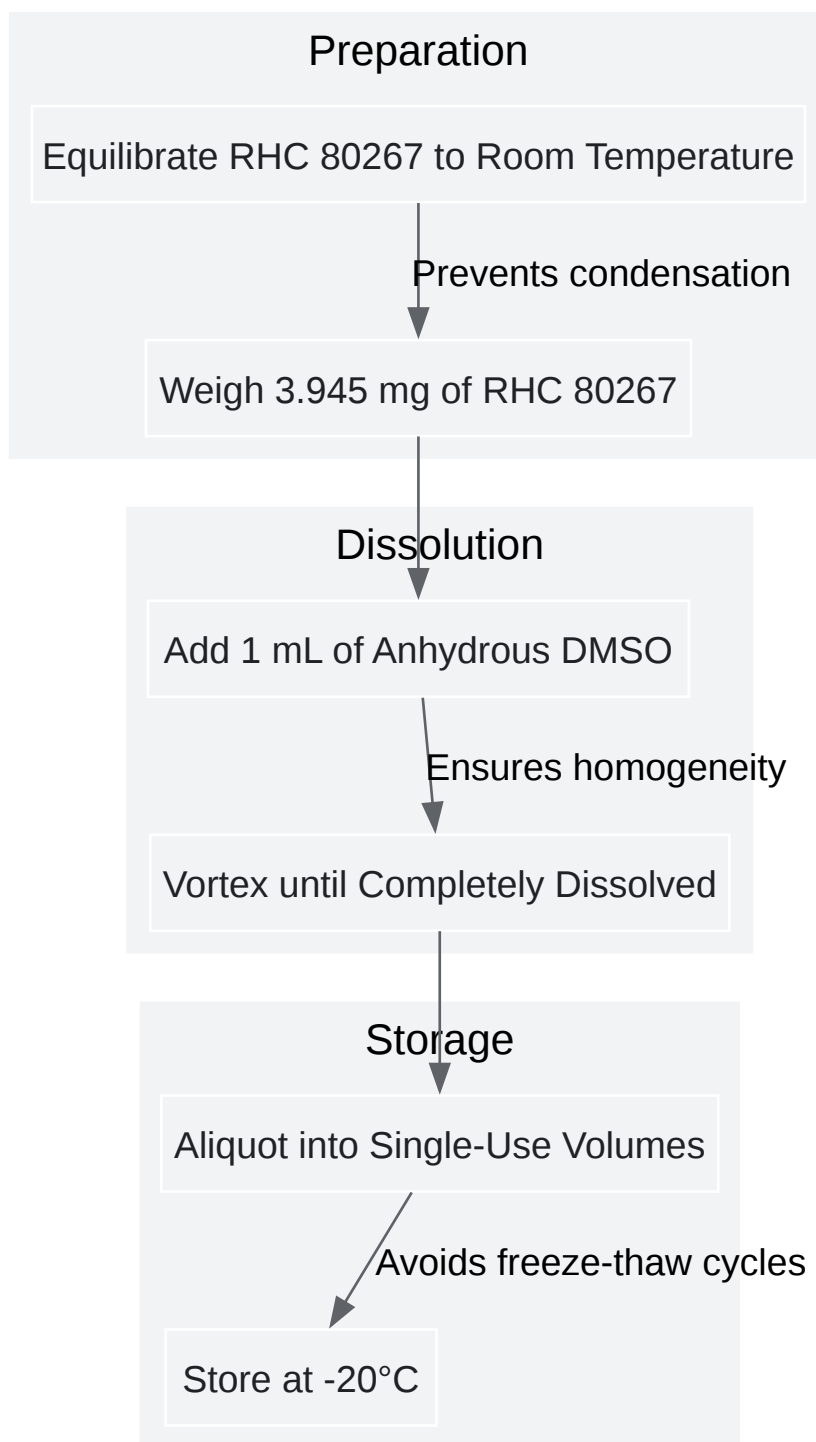 Preparation
Equilibrate RHC 80267 to Room Temperature
Prevents condensation
Weigh 3.945 mg of RHC 80267
Dissolution
Add 1 mL of Anhydrous DMSO
Ensures homogeneity
Vortex until Completely Dissolved
Storage
Aliquot into Single-Use Volumes
Avoids freeze-thaw cycles
Store at -20°C